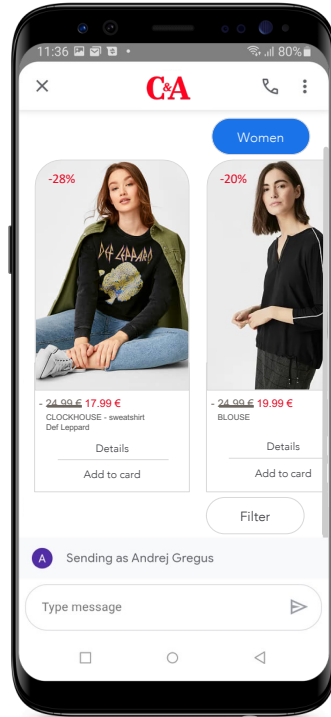 11:36
80%
C&A
Women
-28%
DEF LEPPARD
- 24.99 € 17.99 €
CLOCKHOUSE - sweatshirt
Def Leppard
Details
Add to card
-20%
- 24.99 € 19.99 €
BLOUSE
Details
Add to card
Filter
A Sending as Andrej Gregus
Type message